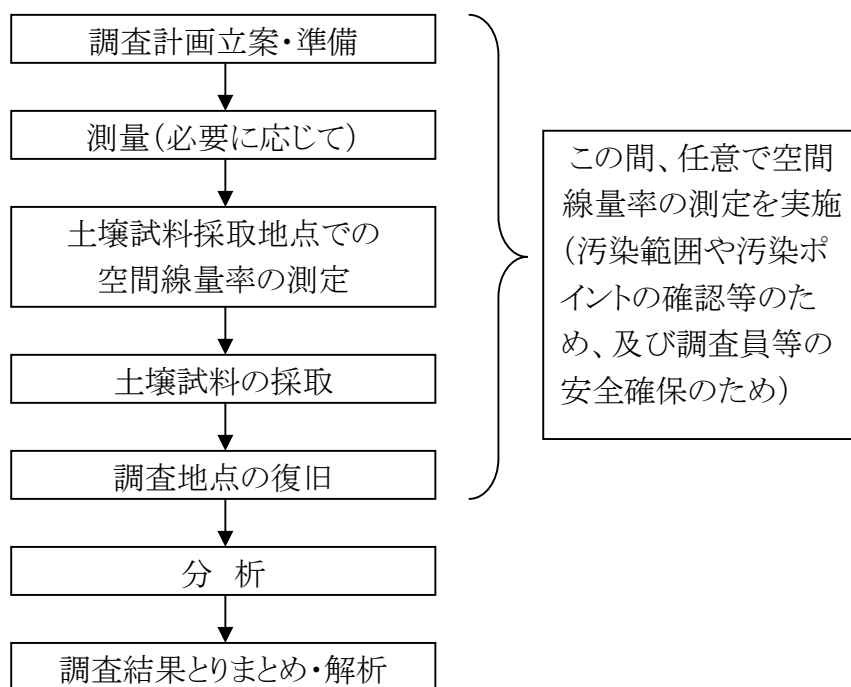 調査計画立案・準備
測量(必要に応じて)
土壌試料採取地点での
空間線量率の測定
土壌試料の採取
調査地点の復旧
分 析
調査結果とりまとめ・解析
この間、任意で空間
線量率の測定を実施
(汚染範囲や汚染ポ
イントの確認等のた
め、及び調査員等の
安全確保のため)